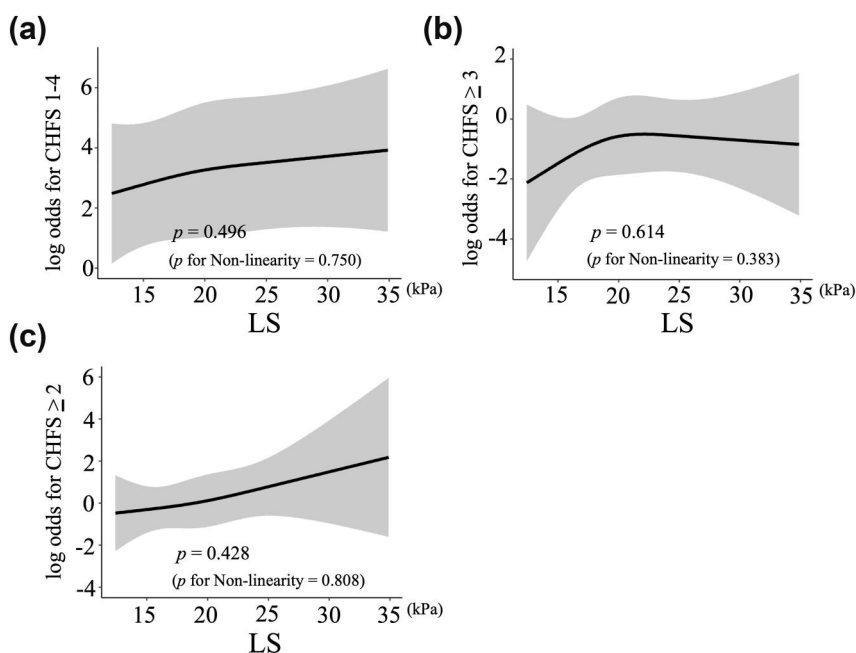 (a)
log odds for CHFS 1-4
6
4
2
0
p = 0.496
(p for Non-linearity = 0.750)
15 20 25 30 35 (kPa)
LS
(b)
log odds for CHFS ≥ 3
2
0
-2
-4
p = 0.614
(p for Non-linearity = 0.383)
15 20 25 30 35 (kPa)
LS
(c)
log odds for CHFS ≥ 2
6
4
2
0
-2
-4
p = 0.428
(p for Non-linearity = 0.808)
15 20 25 30 35 (kPa)
LS